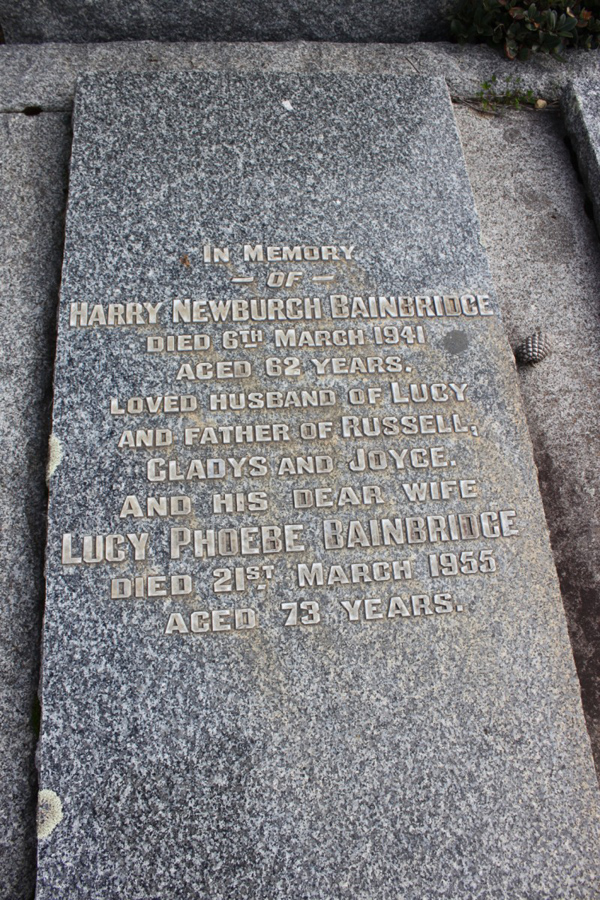 IN MEMORY
— OF —
HARRY NEWBURGH BAINBRIDGE
DIED 6TH MARCH 1941
AGED 62 YEARS.
LOVED HUSBAND OF LUCY
AND FATHER OF RUSSELL,
GLADYS AND JOYCE.
AND HIS DEAR WIFE
LUCY PHOEBE BAINBRIDGE
DIED 21ST MARCH 1955
AGED 73 YEARS.